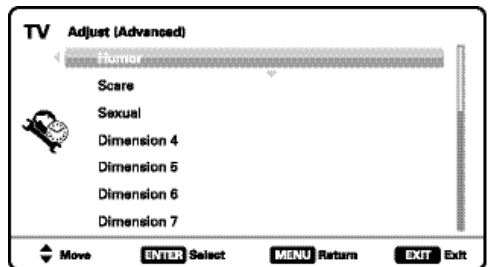 TV Adjust (Advanced)
Humor
Scare
Sexual
Dimension 4
Dimension 5
Dimension 6
Dimension 7
Move ENTER Select MENU Return EXIT Exit